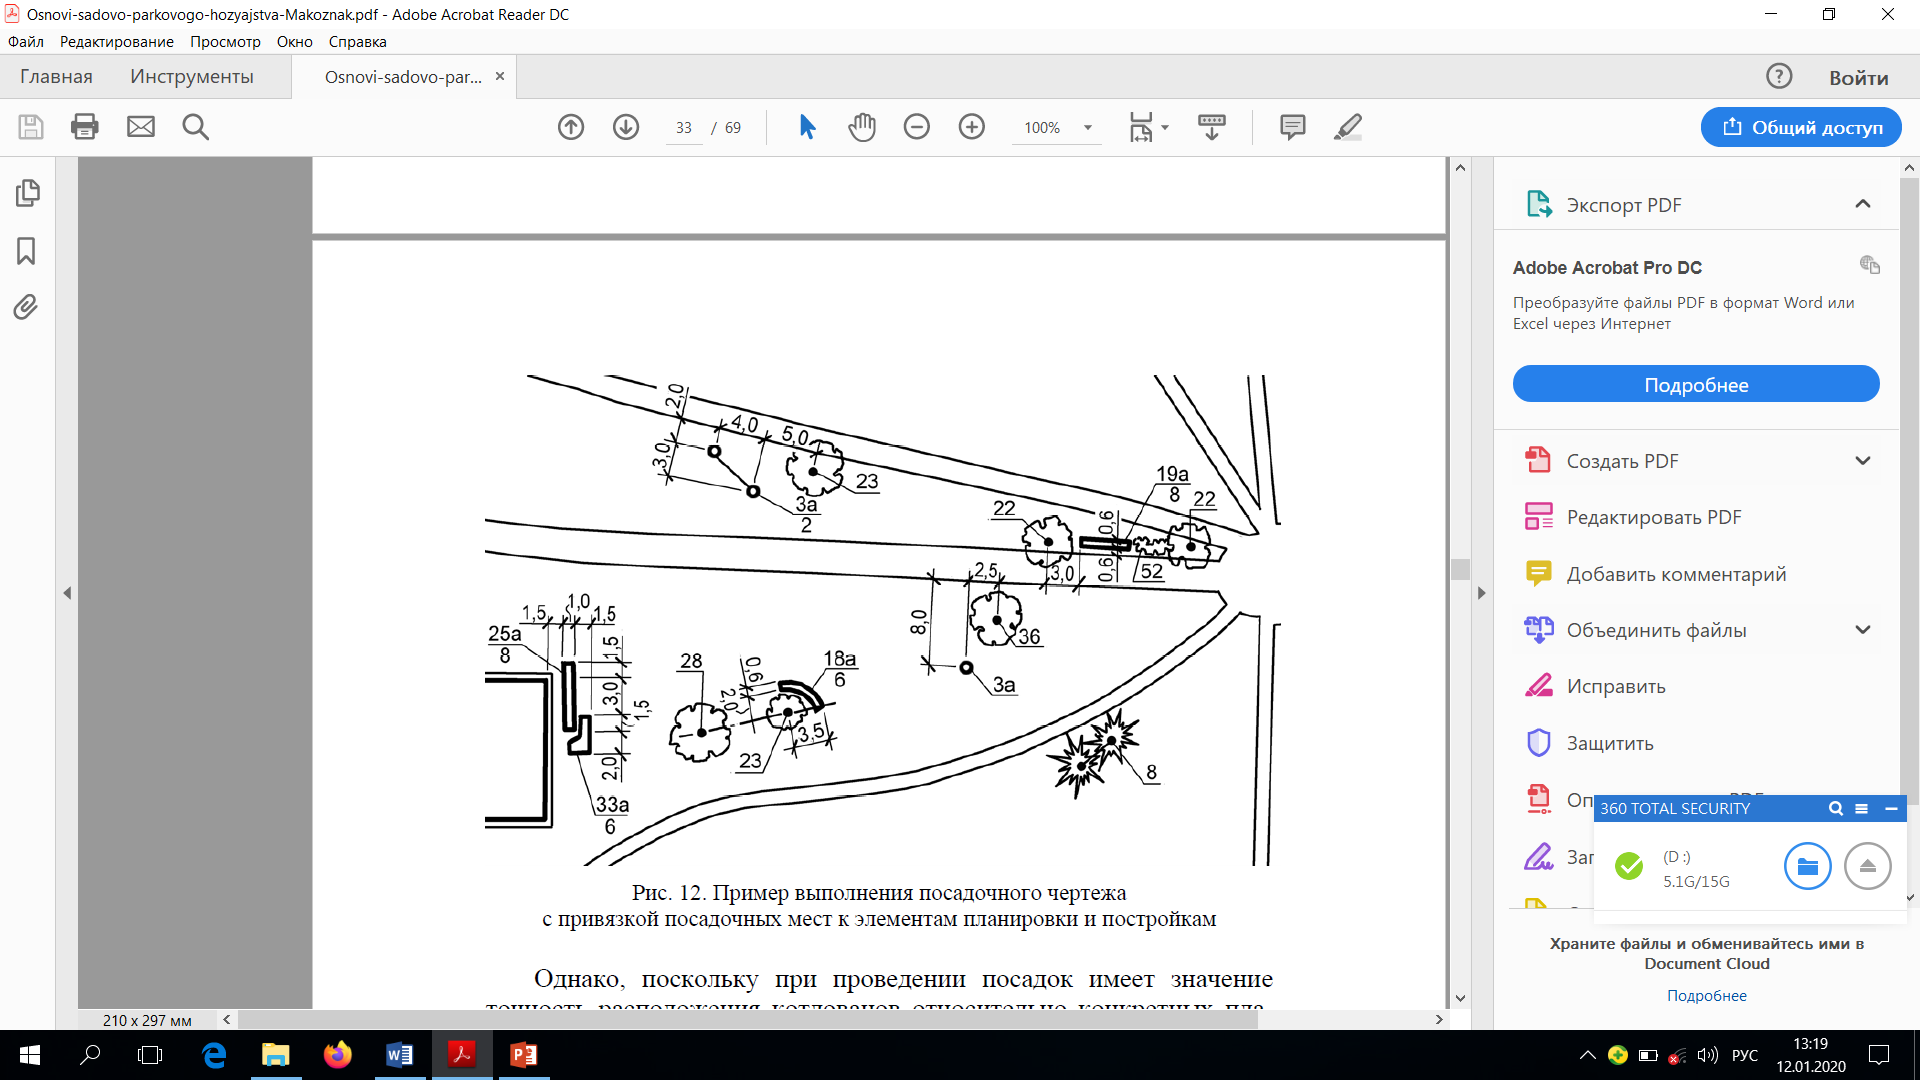 Osnovi-sadovo-parkovogo-hozyajstva-Makoznak.pdf - Adobe Acrobat Reader DC
Файл Редактирование Просмотр Окно Справка
Главная Инструменты Osnovi-sadovo-par... × Войти
33 / 69 100% Общий доступ
Экспорт PDF
Adobe Acrobat Pro DC
Преобразуйте файлы PDF в формат Word или
Excel через Интернет
Подробнее
Создать PDF
Редактировать PDF
Добавить комментарий
Объединить файлы
Исправить
Защитить
360 TOTAL SECURITY
(D :)
5.1G/15G
Храните файлы и обменивайтесь ими в
Document Cloud
Подробнее
2,0
4,0
5,0
3,0
23
3а
2
19а
8
22
22
0,6
0,6
52
3,0
2,5
8,0
36
3а
1,5
1,0
1,5
25а
8
1,5
3,0
1,5
2,0
33а
6
28
0,6
2,0
18а
6
3,5
23
8
Рис. 12. Пример выполнения посадочного чертежа
с привязкой посадочных мест к элементам планировки и постройкам
Однако, поскольку при проведении посадок имеет значение
точность расположения котлованов относительно конкретных пла-
210 x 297 мм
РУС
13:19
12.01.2020